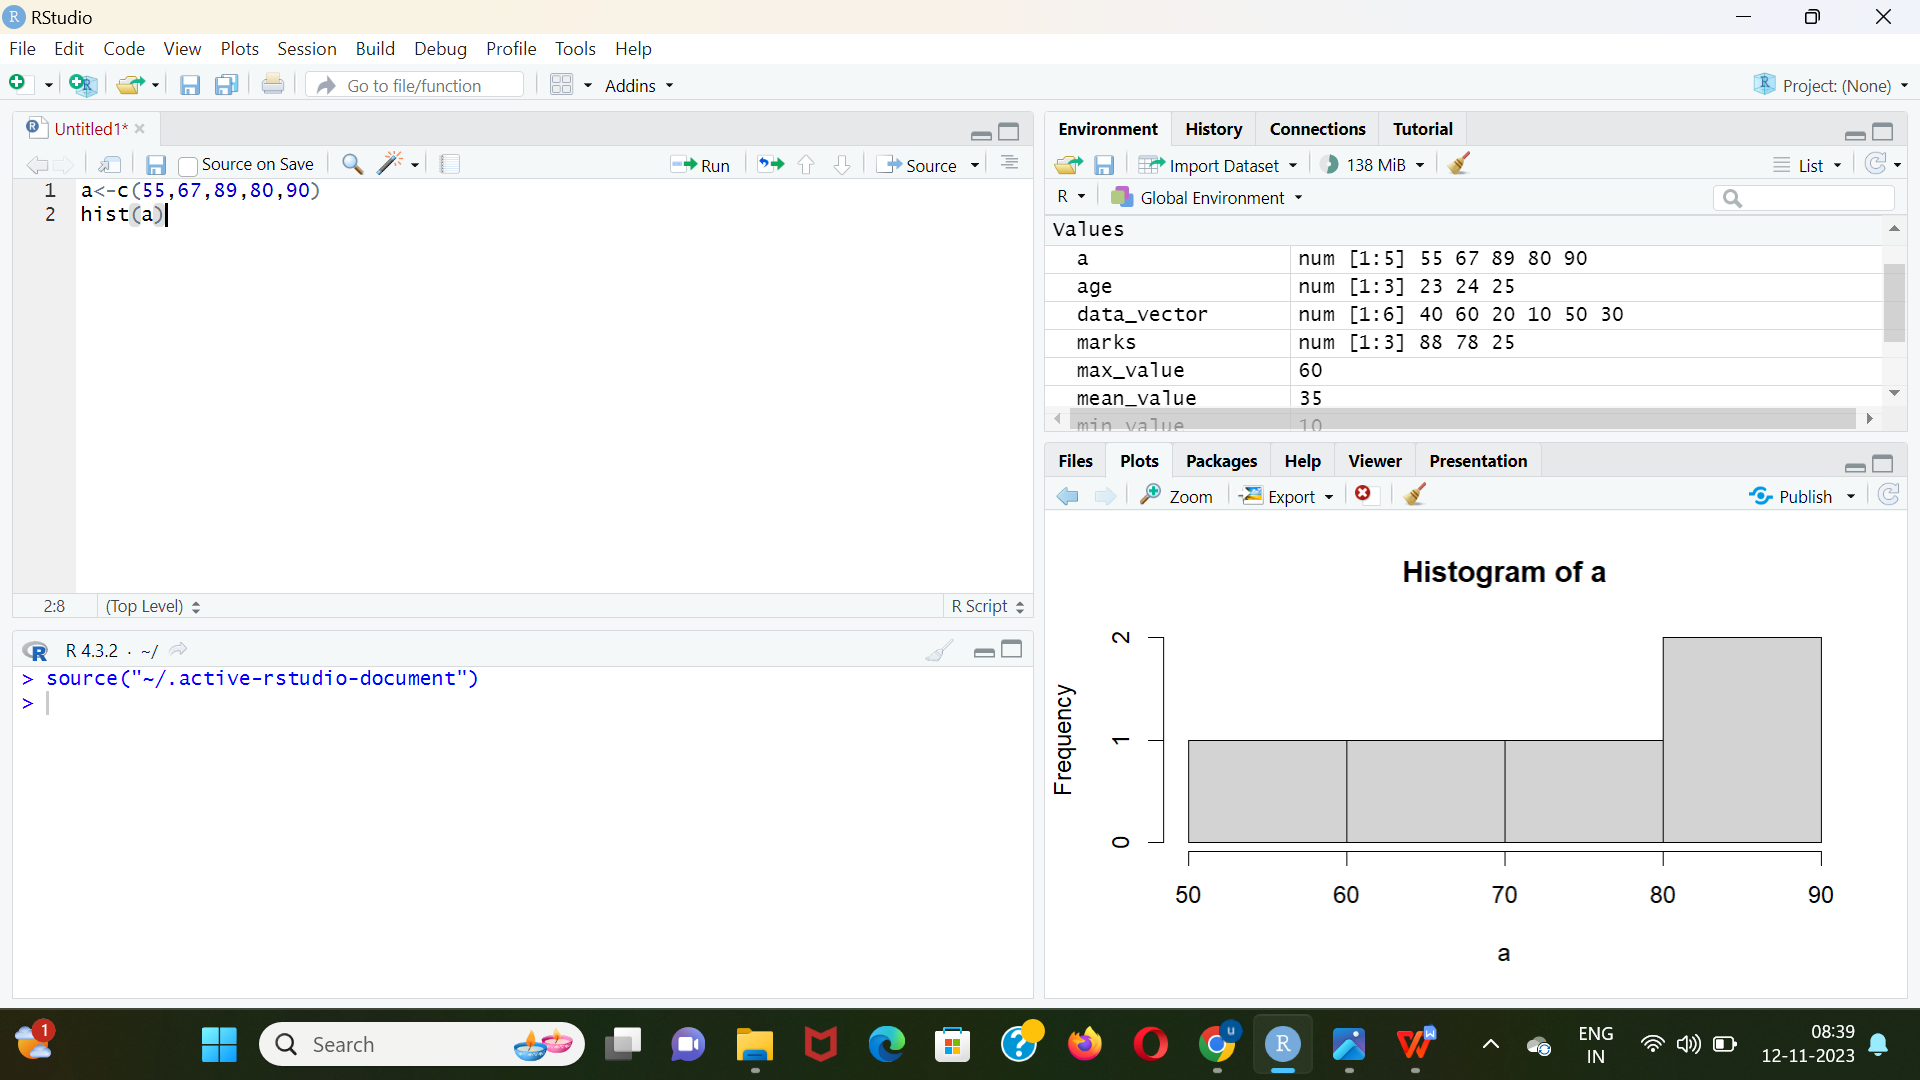 RStudio
File Edit Code View Plots Session Build Debug Profile Tools Help
Go to file/function Addins Project: (None)
Untitled1*
Source on Save Run Source
1 a<-c(55,67,89,80,90)
2 hist(a)
2:8 (Top Level) R Script
R 4.3.2 · ~/
> source("~/.active-rstudio-document")
>
Environment History Connections Tutorial
Import Dataset 138 MiB List
R Global Environment
Values
a num [1:5] 55 67 89 80 90
age num [1:3] 23 24 25
data_vector num [1:6] 40 60 20 10 50 30
marks num [1:3] 88 78 25
max_value 60
mean_value 35
min_value 10
Files Plots Packages Help Viewer Presentation
Zoom Export Publish
Histogram of a
Frequency
2
1
0
50 60 70 80 90
a
1
Search
ENG
IN
08:39
12-11-2023